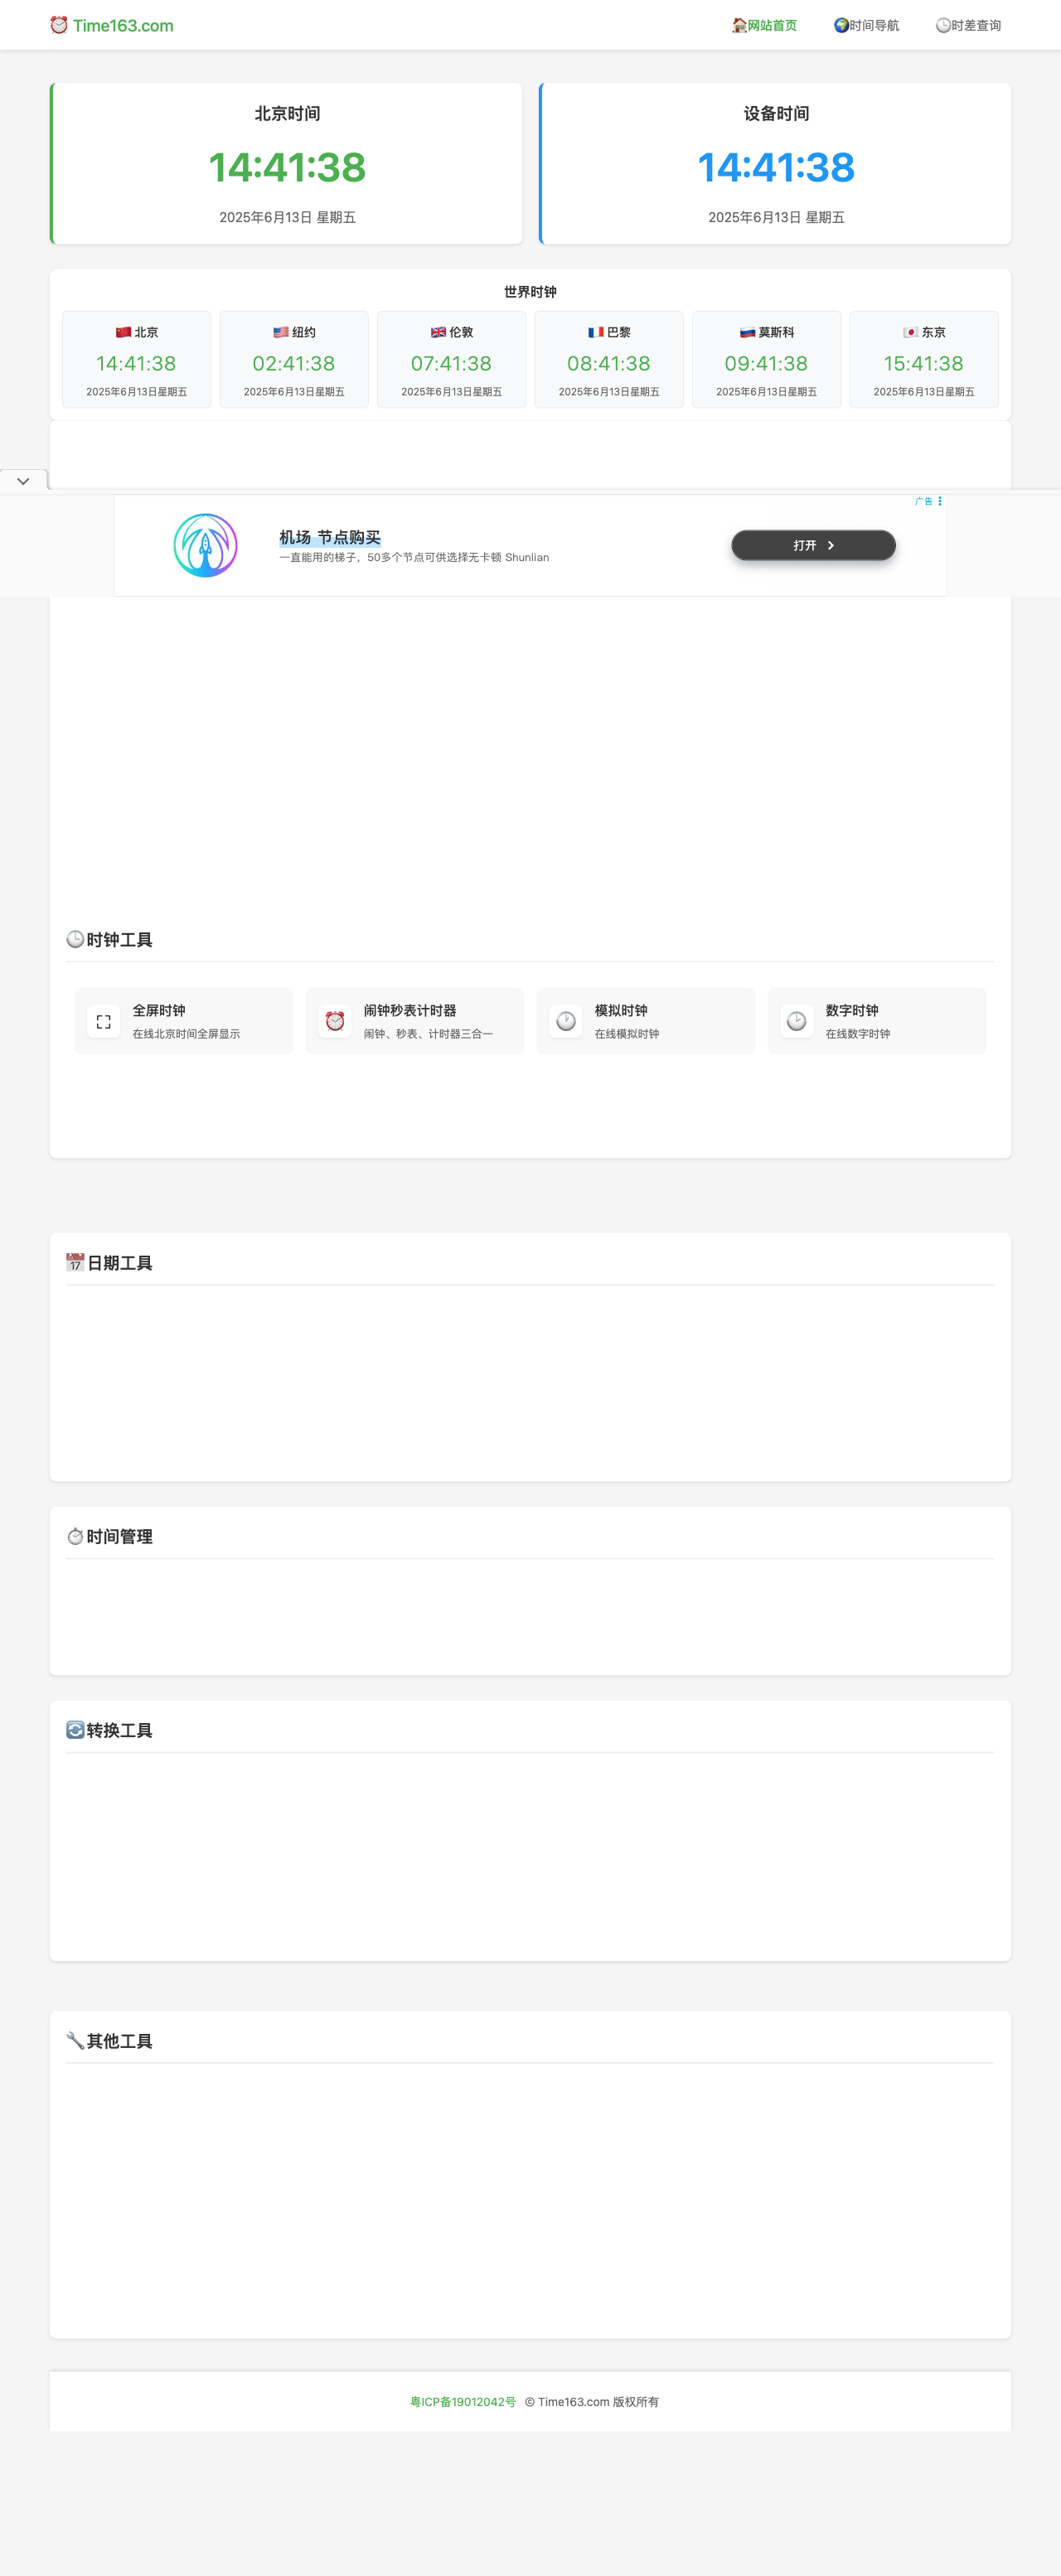 Time163.com
网站首页
时间导航
时差查询
北京时间
14:41:38
2025年6月13日 星期五
设备时间
14:41:38
2025年6月13日 星期五
世界时钟
北京
14:41:38
2025年6月13日星期五
纽约
02:41:38
2025年6月13日星期五
伦敦
07:41:38
2025年6月13日星期五
巴黎
08:41:38
2025年6月13日星期五
莫斯科
09:41:38
2025年6月13日星期五
东京
15:41:38
2025年6月13日星期五
广告
机场 节点购买
一直能用的梯子，50多个节点可供选择无卡顿 Shunlian
打开
时钟工具
全屏时钟
在线北京时间全屏显示
闹钟秒表计时器
闹钟、秒表、计时器三合一
模拟时钟
在线模拟时钟
数字时钟
在线数字时钟
日期工具
时间管理
转换工具
其他工具
粤ICP备19012042号 © Time163.com 版权所有